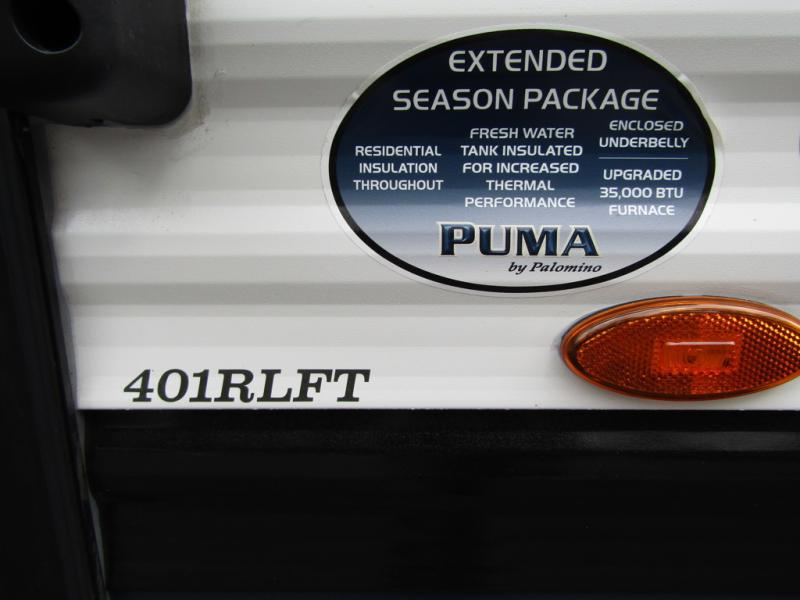 EXTENDED
SEASON PACKAGE
RESIDENTIAL
INSULATION
THROUGHOUT
FRESH WATER
TANK INSULATED
FOR INCREASED
THERMAL
PERFORMANCE
ENCLOSED
UNDERBELLY
UPGRADED
35,000 BTU
FURNACE
PUMA
by Palomino
401RLFT